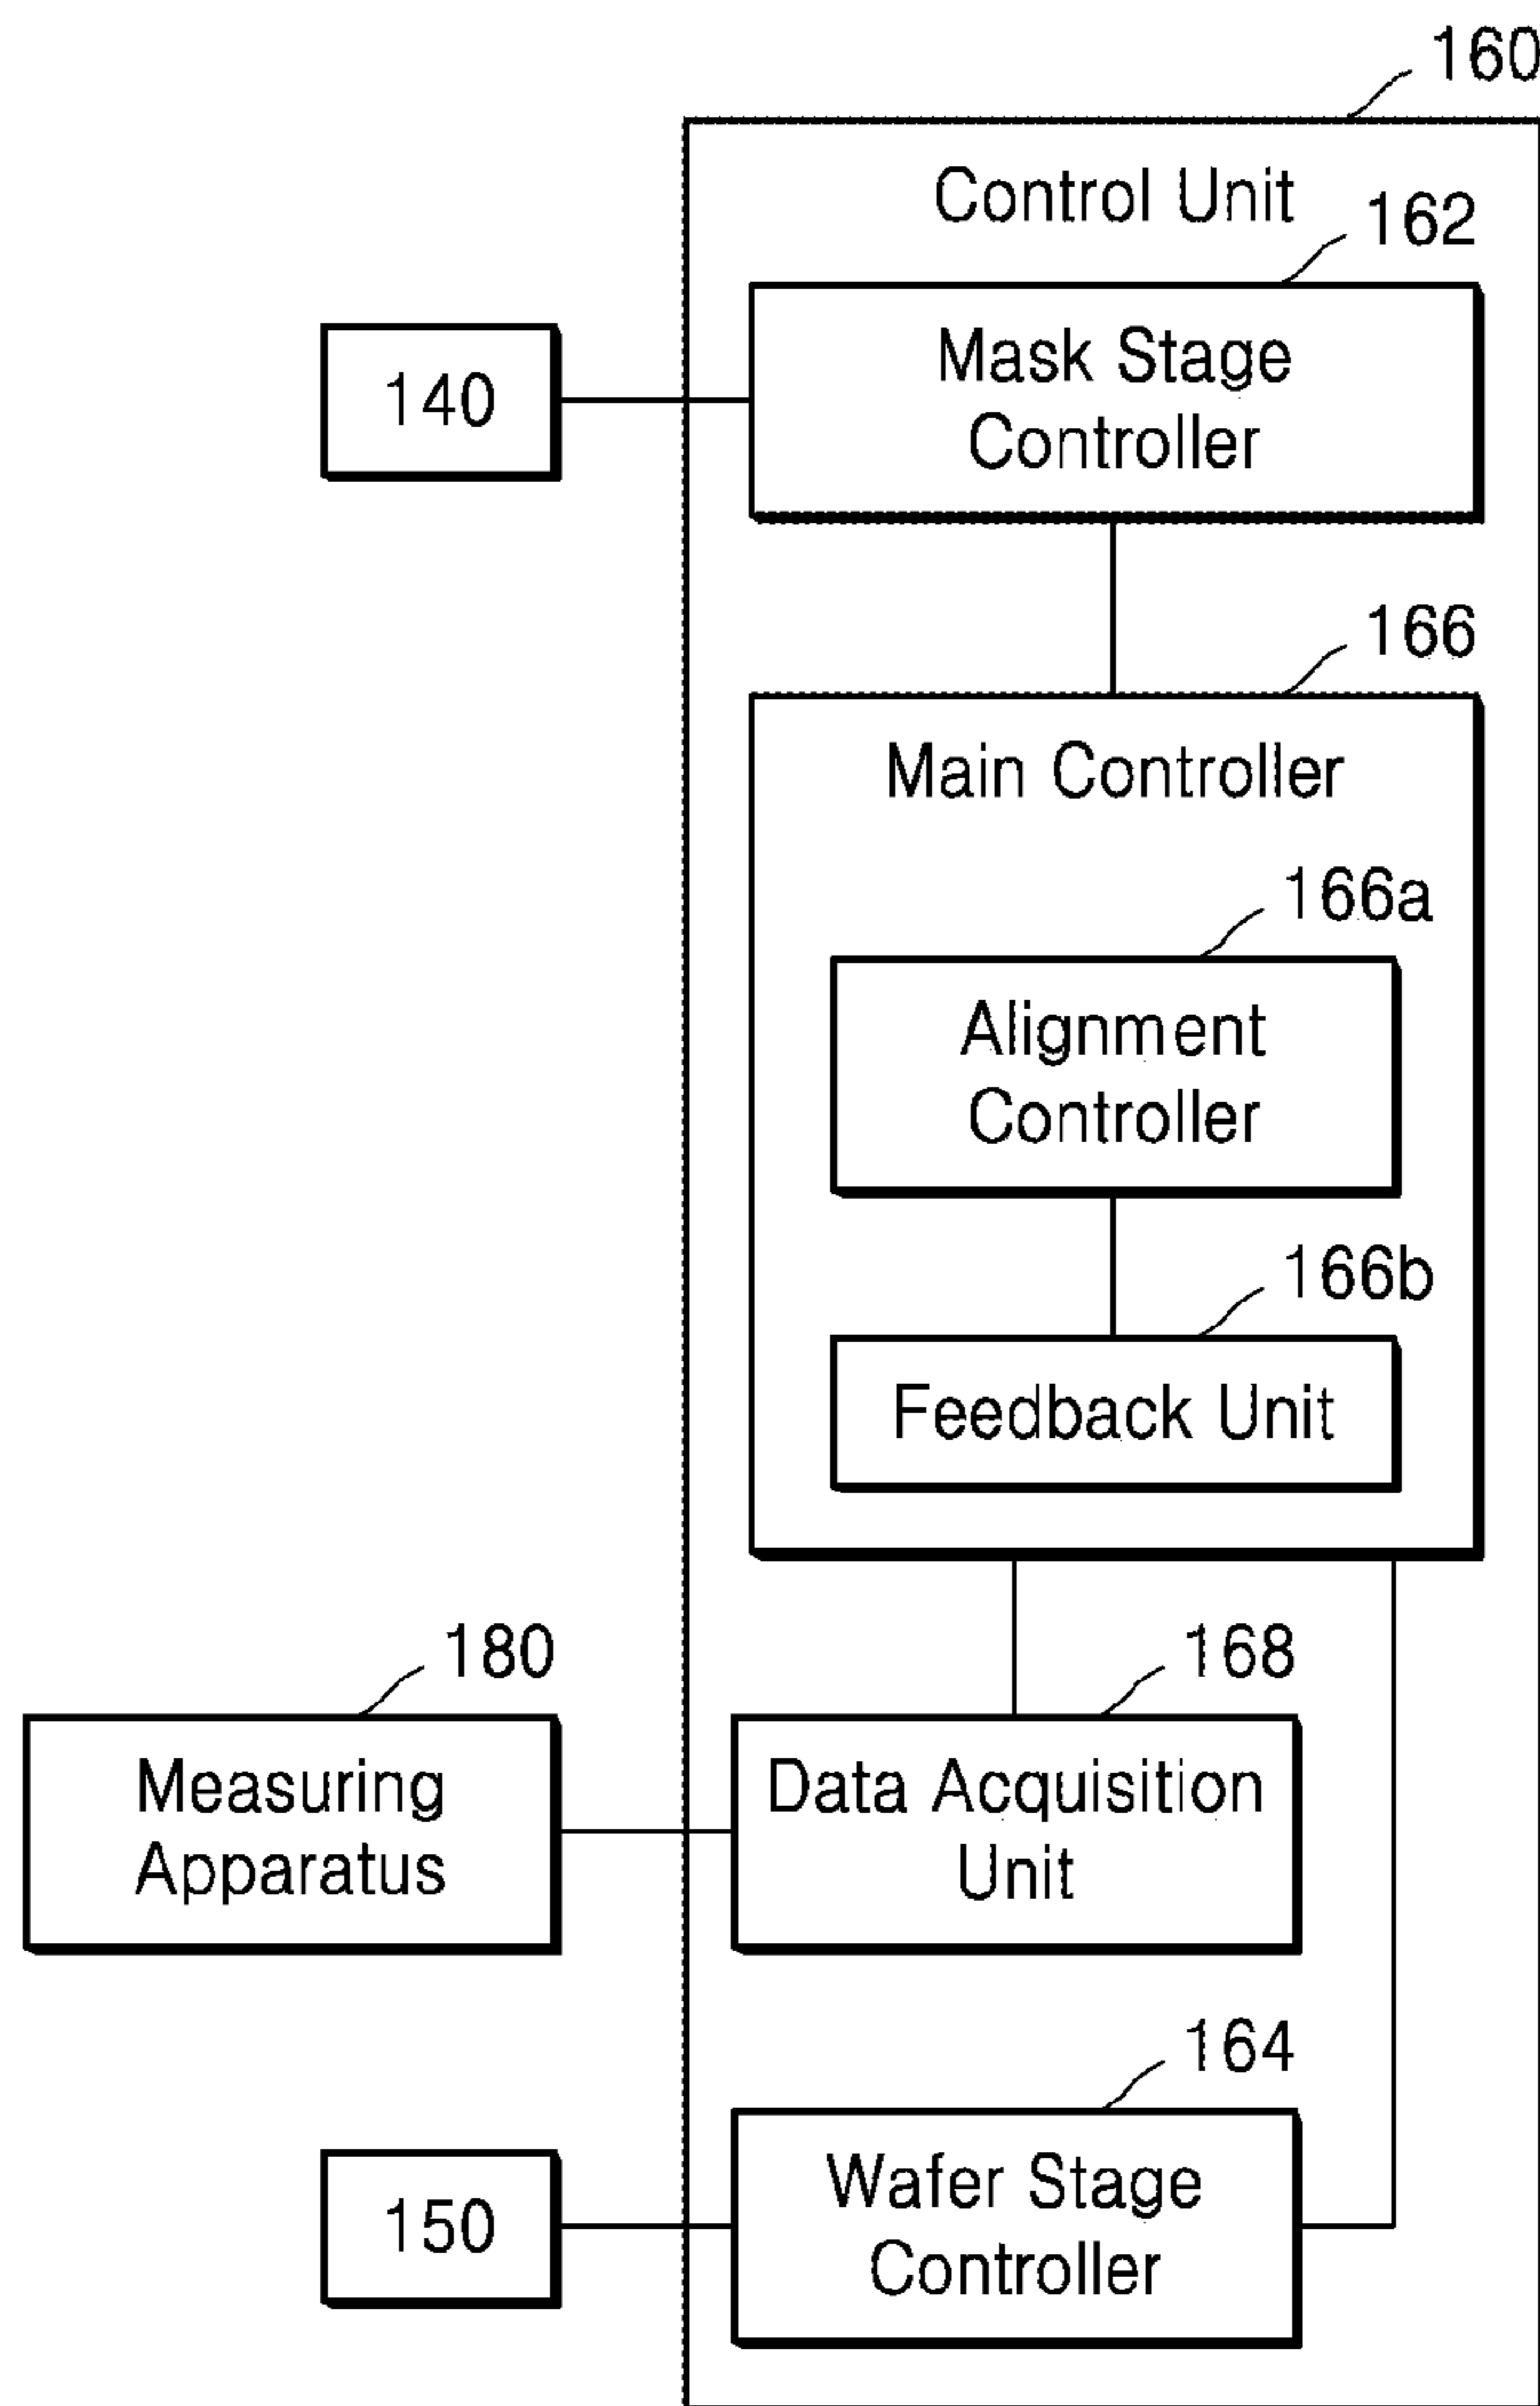 160
Control Unit
162
Mask Stage
Controller
140
166
Main Controller
166a
Alignment
Controller
166b
Feedback Unit
180
168
Measuring
Apparatus
Data Acquisition
Unit
164
150
Wafer Stage
Controller